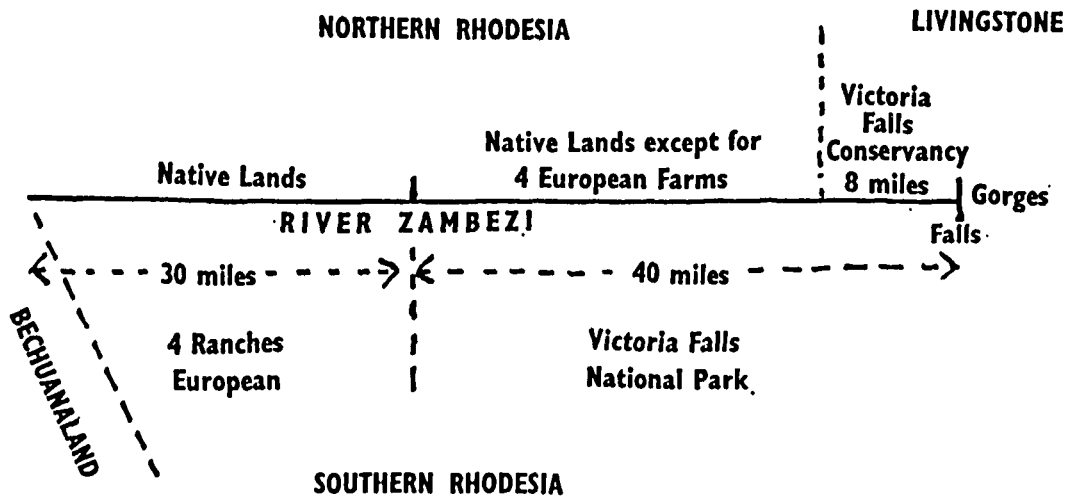 NORTHERN RHODESIA
LIVINGSTONE
Victoria
Falls
Conservancy
8 miles
Native Lands except for
4 European Farms
Native Lands
Gorges
RIVER ZAMBEZI
Falls
30 miles
40 miles
BECHUANALAND
4 Ranches
European
Victoria Falls
National Park.
SOUTHERN RHODESIA